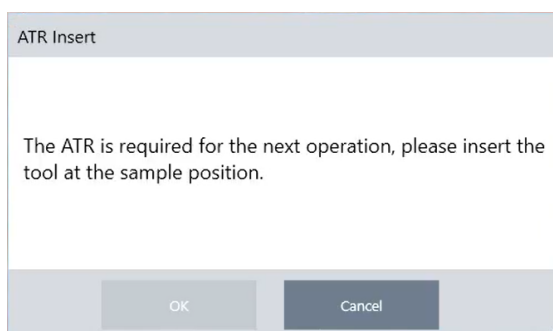 ATR Insert
The ATR is required for the next operation, please insert the
tool at the sample position.
OK
Cancel